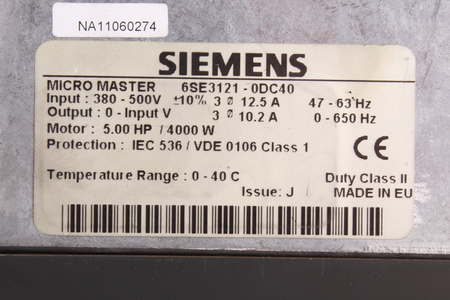 NA11060274
SIEMENS
MICRO MASTER 6SE3121 - 0DC40
Input : 380 - 500V ±10% 3 ø 12.5 A 47 - 63 Hz
Output : 0 - Input V 3 ø 10.2 A 0 - 650 Hz
Motor : 5.00 HP / 4000 W
Protection : IEC 536 / VDE 0106 Class 1
CE
Temperature Range : 0 - 40 C Duty Class II
Issue: J MADE IN EU